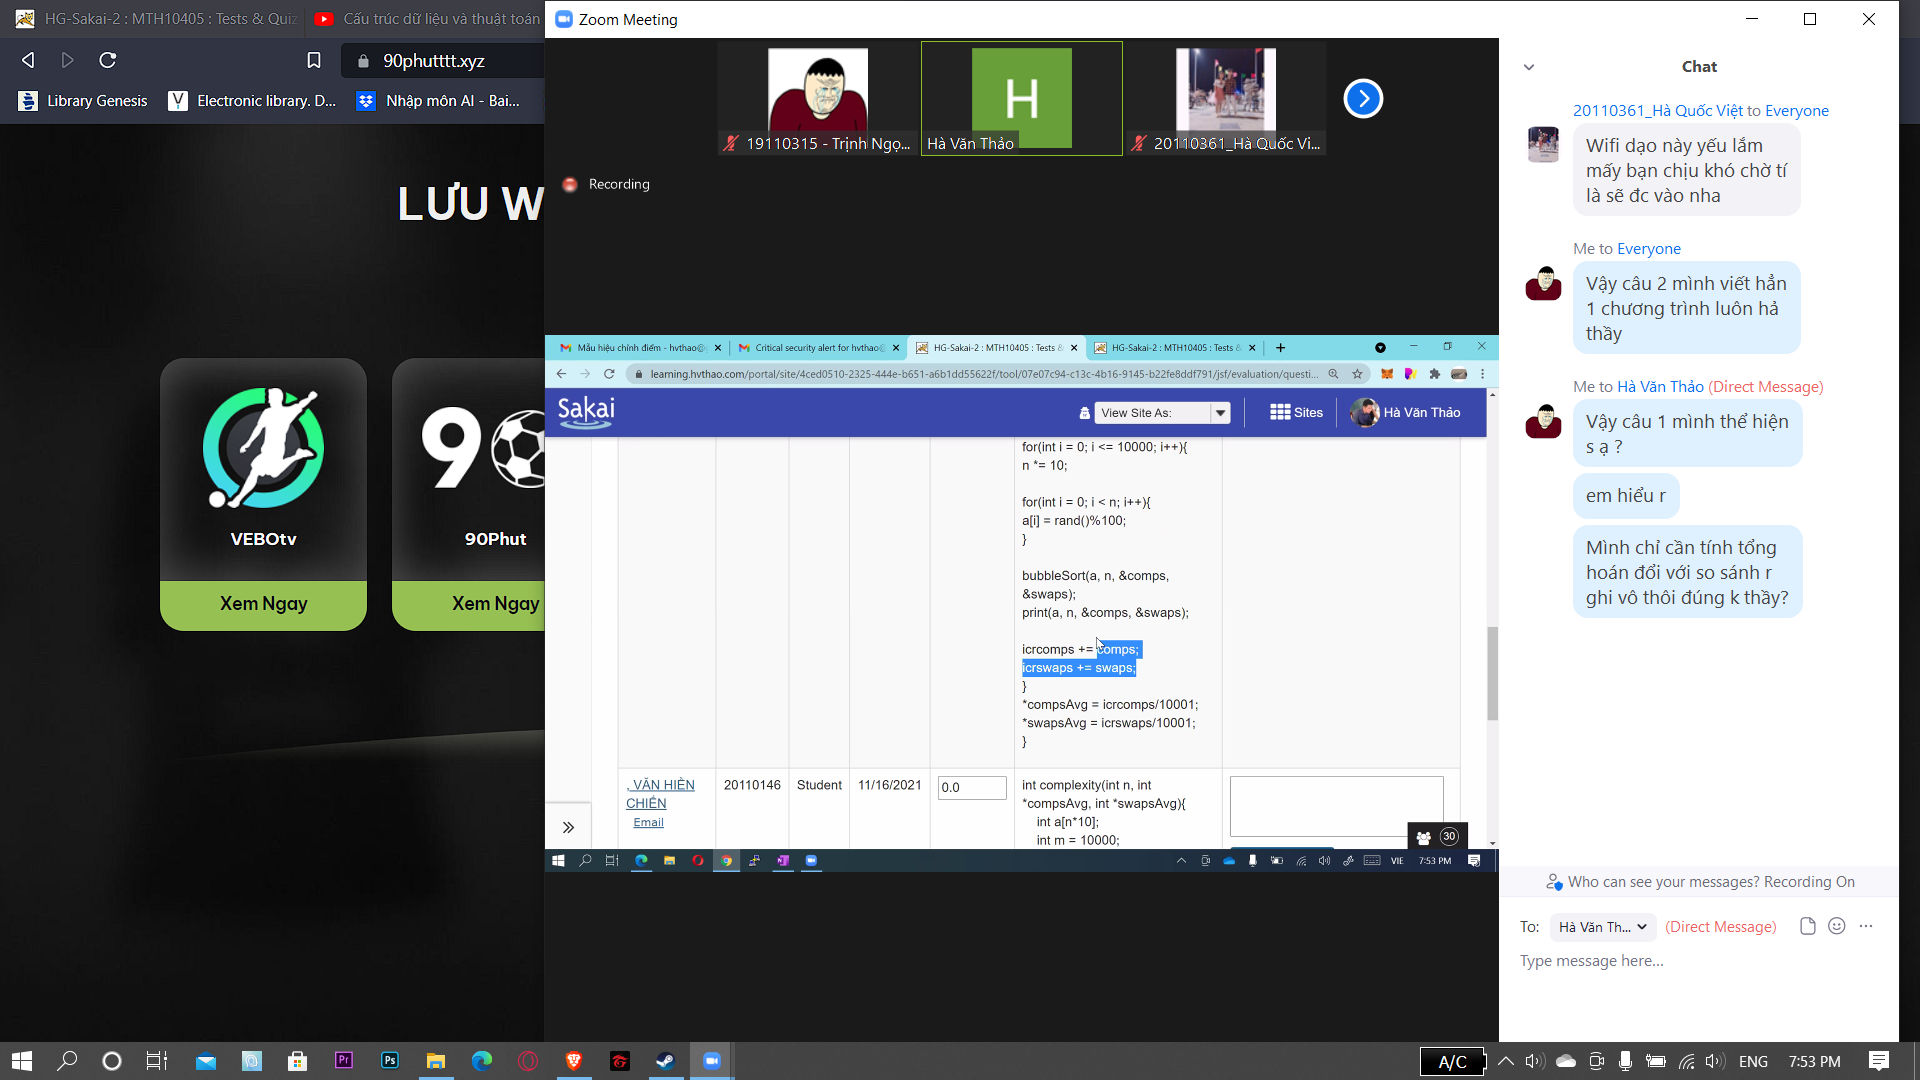 HG-Sakai-2 : MTH10405 : Tests & Quiz
Cấu trúc dữ liệu và thuật toán
90phutttt.xyz
Library Genesis
Electronic library. D...
Nhập môn AI - Bai...
LƯU W
VEBOtv
Xem Ngay
90
90Phut
Xem Ngay
Zoom Meeting
19110315 - Trịnh Ngọ...
H
Hà Văn Thảo
20110361_Hà Quốc Vi...
Recording
Mẫu hiệu chỉnh điểm - hvthao@
Critical security alert for hvthao@
HG-Sakai-2 : MTH10405 : Tests &
HG-Sakai-2 : MTH10405 : Tests &
learning.hvthao.com/portal/site/4ced0510-2325-444e-b651-a6b1dd55622f/tool/07e07c94-c13c-4b16-9145-b22fe8ddf791/jsf/evaluation/questi...
Sakai
View Site As:
Sites
Hà Văn Thảo
for(int i = 0; i <= 10000; i++){
n *= 10;
for(int i = 0; i < n; i++){
a[i] = rand()%100;
}
bubbleSort(a, n, &comps,
&swaps);
print(a, n, &comps, &swaps);
icrcomps += comps;
icrswaps += swaps;
}
*compsAvg = icrcomps/10001;
*swapsAvg = icrswaps/10001;
}
, VĂN HIÈN
CHIẾN
Email
20110146
Student
11/16/2021
0.0
int complexity(int n, int
*compsAvg, int *swapsAvg){
int a[n*10];
int m = 10000;
30
VIE
7:53 PM
Chat
20110361_Hà Quốc Việt to Everyone
Wifi dạo này yếu lắm
mấy bạn chịu khó chờ tí
là sẽ đc vào nha
Me to Everyone
Vậy câu 2 mình viết hẳn
1 chương trình luôn hả
thầy
Me to Hà Văn Thảo (Direct Message)
Vậy câu 1 mình thể hiện
s ạ ?
em hiểu r
Mình chỉ cần tính tổng
hoán đổi với so sánh r
ghi vô thôi đúng k thầy?
Who can see your messages? Recording On
To: Hà Văn Th... (Direct Message)
Type message here...
Pr
Ps
A/C
ENG
7:53 PM